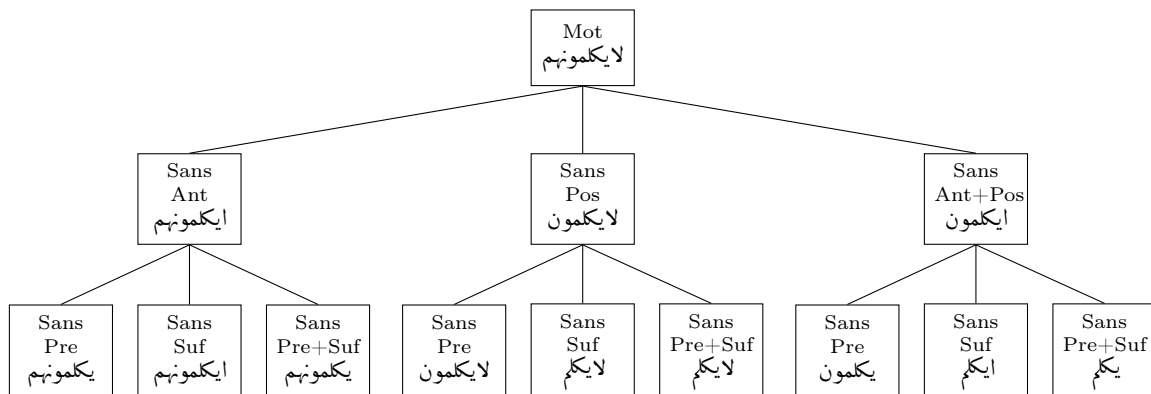 Mot
لايكلمونهم
Sans
Ant
ايكلمونهم
Sans
Pos
لايكلمون
Sans
Ant+Pos
ايكلمون
Sans
Pre
يكلمونهم
Sans
Suf
ايكلمونهم
Sans
Pre+Suf
يكلمونهم
Sans
Pre
لايكلمون
Sans
Suf
لايكلم
Sans
Pre+Suf
لايكلم
Sans
Pre
يكلمون
Sans
Suf
ايكلم
Sans
Pre+Suf
يكلم